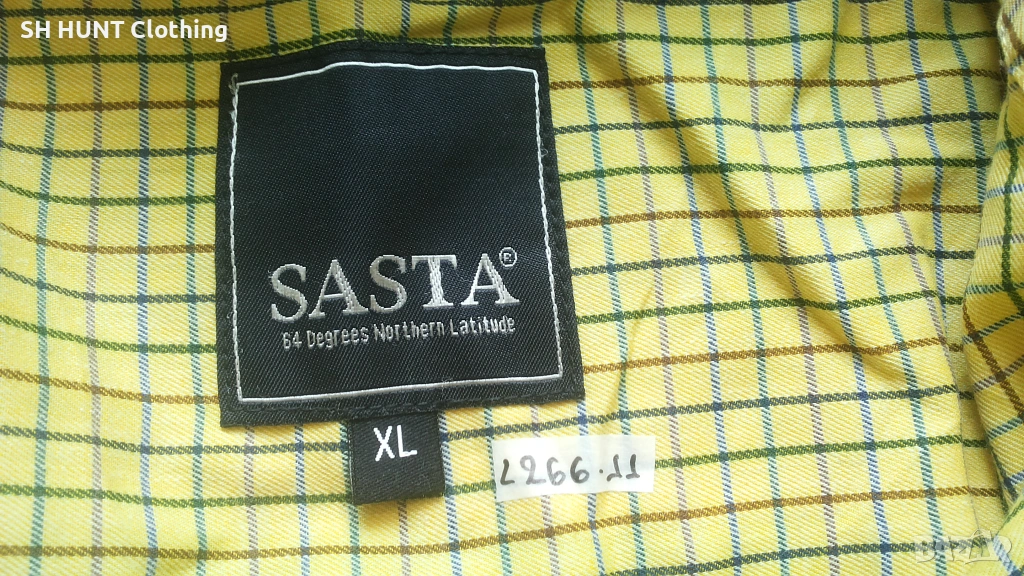 SH HUNT Clothing
SASTA®
64 Degrees Northern Latitude
XL
L266.11